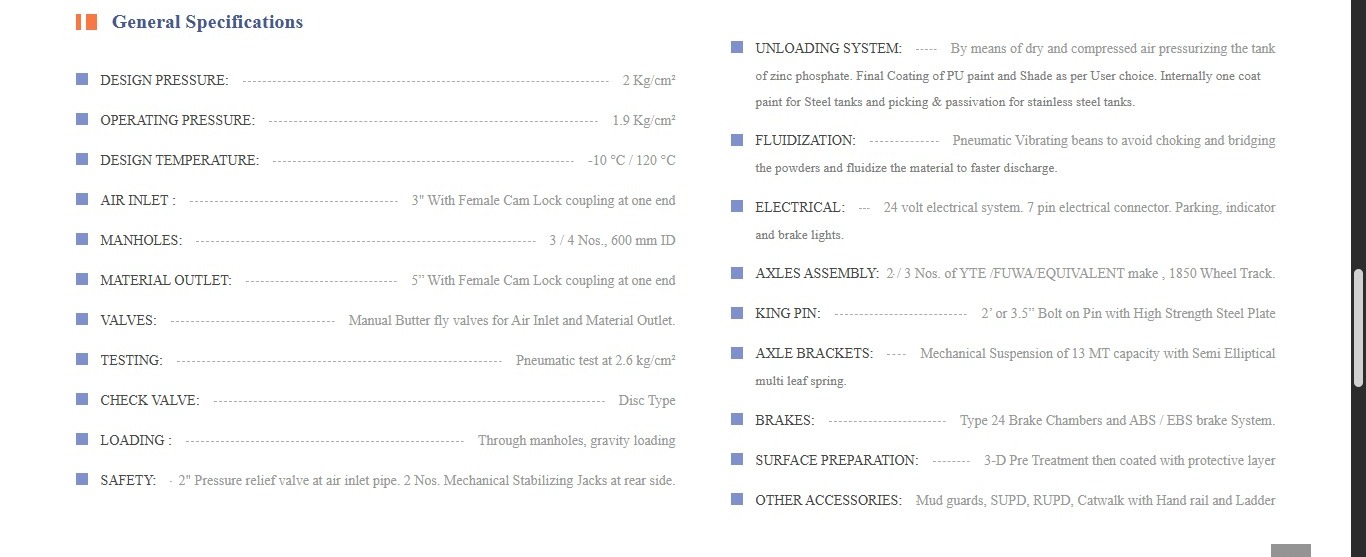 General Specifications
DESIGN PRESSURE: 2 Kg/cm²
OPERATING PRESSURE: 1.9 Kg/cm²
DESIGN TEMPERATURE: -10 °C / 120 °C
AIR INLET : 3" With Female Cam Lock coupling at one end
MANHOLES: 3 / 4 Nos., 600 mm ID
MATERIAL OUTLET: 5” With Female Cam Lock coupling at one end
VALVES: Manual Butter fly valves for Air Inlet and Material Outlet.
TESTING: Pneumatic test at 2.6 kg/cm²
CHECK VALVE: Disc Type
LOADING : Through manholes, gravity loading
SAFETY: 2" Pressure relief valve at air inlet pipe. 2 Nos. Mechanical Stabilizing Jacks at rear side.
UNLOADING SYSTEM: By means of dry and compressed air pressurizing the tank
of zinc phosphate. Final Coating of PU paint and Shade as per User choice. Internally one coat
paint for Steel tanks and picking & passivation for stainless steel tanks.
FLUIDIZATION: Pneumatic Vibrating beans to avoid choking and bridging
the powders and fluidize the material to faster discharge.
ELECTRICAL: 24 volt electrical system. 7 pin electrical connector. Parking, indicator
and brake lights.
AXLES ASSEMBLY: 2 / 3 Nos. of YTE /FUWA/EQUIVALENT make , 1850 Wheel Track.
KING PIN: 2’ or 3.5” Bolt on Pin with High Strength Steel Plate
AXLE BRACKETS: Mechanical Suspension of 13 MT capacity with Semi Elliptical
multi leaf spring.
BRAKES: Type 24 Brake Chambers and ABS / EBS brake System.
SURFACE PREPARATION: 3-D Pre Treatment then coated with protective layer
OTHER ACCESSORIES: Mud guards, SUPD, RUPD, Catwalk with Hand rail and Ladder